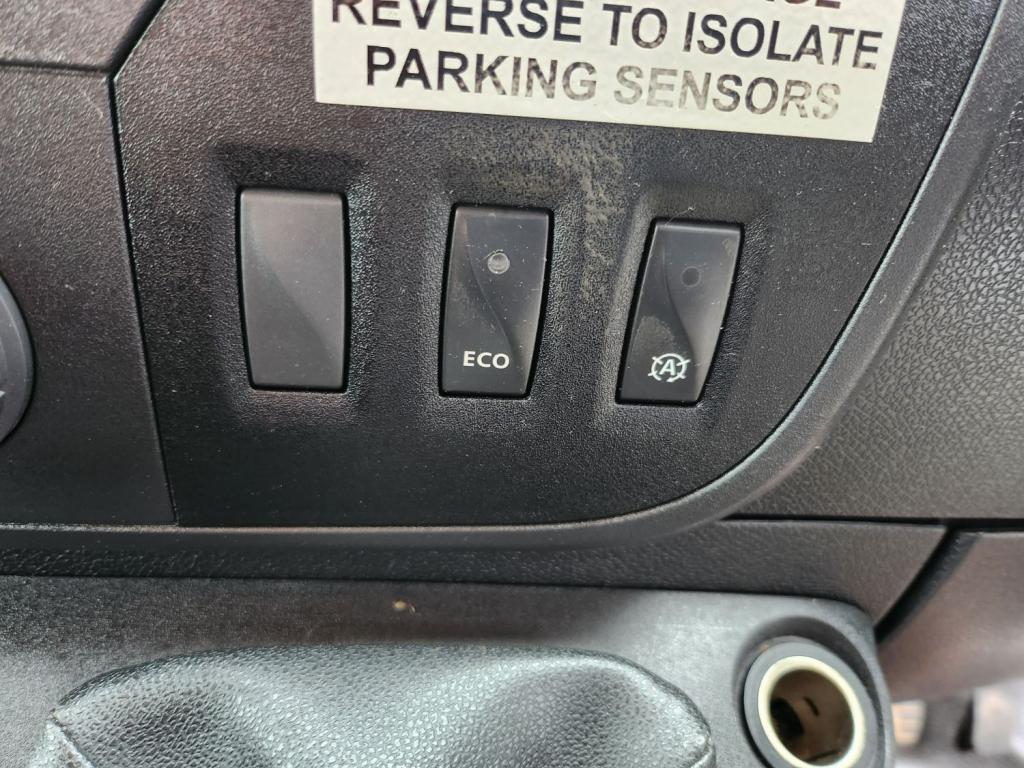 REVERSE TO ISOLATE
PARKING SENSORS
ECO
A